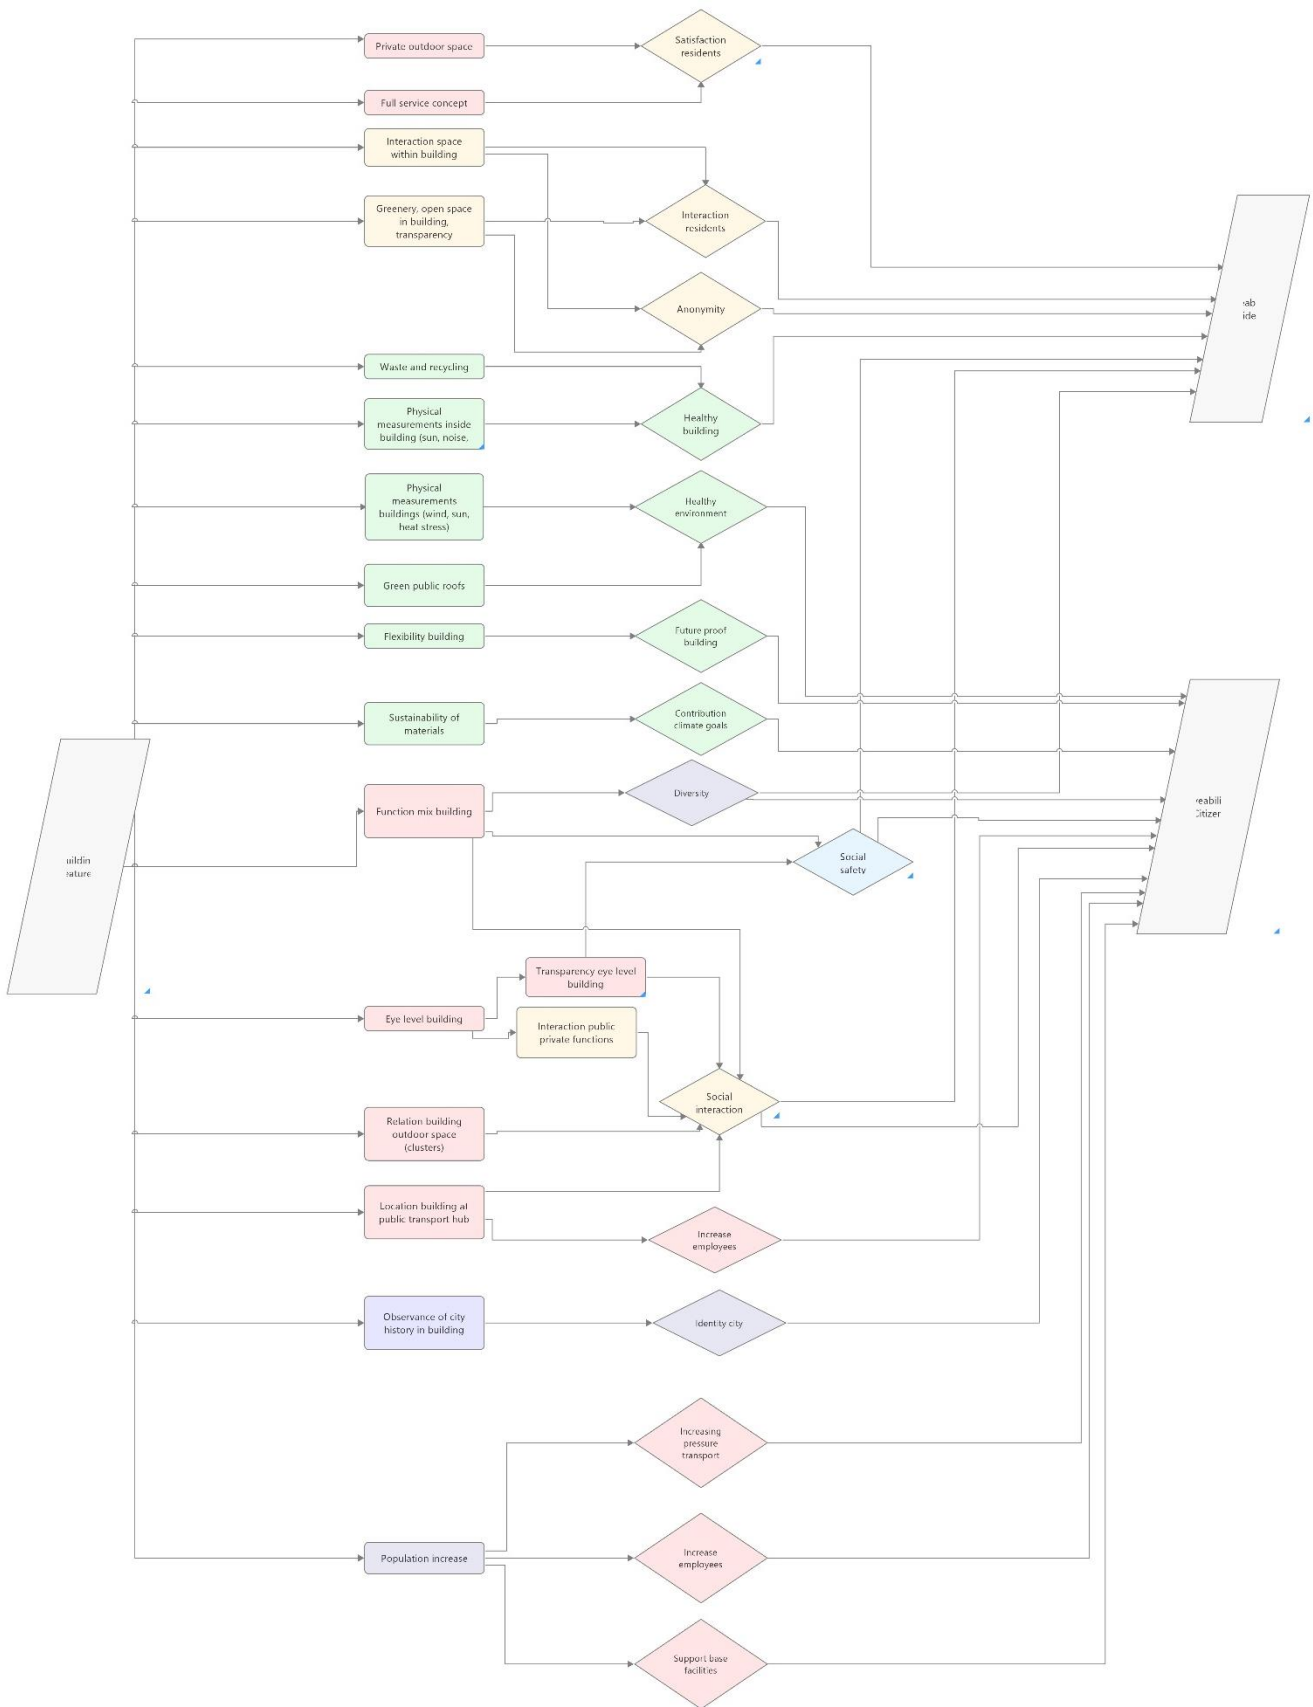 Private outdoor space
Satisfaction
residents
Full service concept
Interaction space
within building
Greenery, open space
in building,
transparency
Interaction
residents
Anonymity
Waste and recycling
Physical
measurements inside
building (sun, noise,
Healthy
building
Physical
measurements
buildings (wind, sun,
heat stress)
Healthy
environment
Green public roofs
Flexibility building
Future proof
building
Sustainability of
materials
Contribution
climate goals
Function mix building
Diversity
Social
safety
Transparency eye level
building
Eye level building
Interaction public
private functions
Social
interaction
Relation building
outdoor space
(clusters)
Location building at
public transport hub
Increase
employees
Observance of city
history in building
Identity city
Increasing
pressure
transport
Population increase
Increase
employees
Support base
facilities